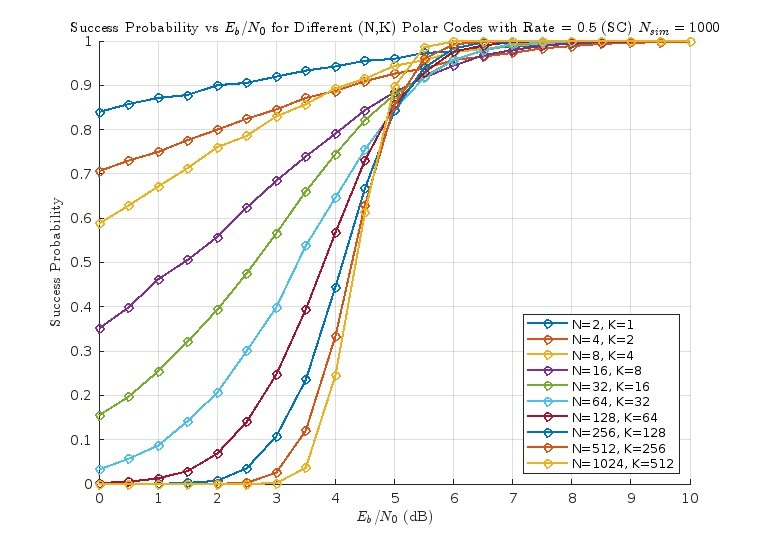 Success Probability vs E_b/N_0 for Different (N,K) Polar Codes with Rate = 0.5 (SC) N_sim = 1000
1
0.9
0.8
0.7
0.6
0.5
0.4
0.3
0.2
0.1
0
Success Probability
N=2, K=1
N=4, K=2
N=8, K=4
N=16, K=8
N=32, K=16
N=64, K=32
N=128, K=64
N=256, K=128
N=512, K=256
N=1024, K=512
0 1 2 3 4 5 6 7 8 9 10
E_b/N_0 (dB)